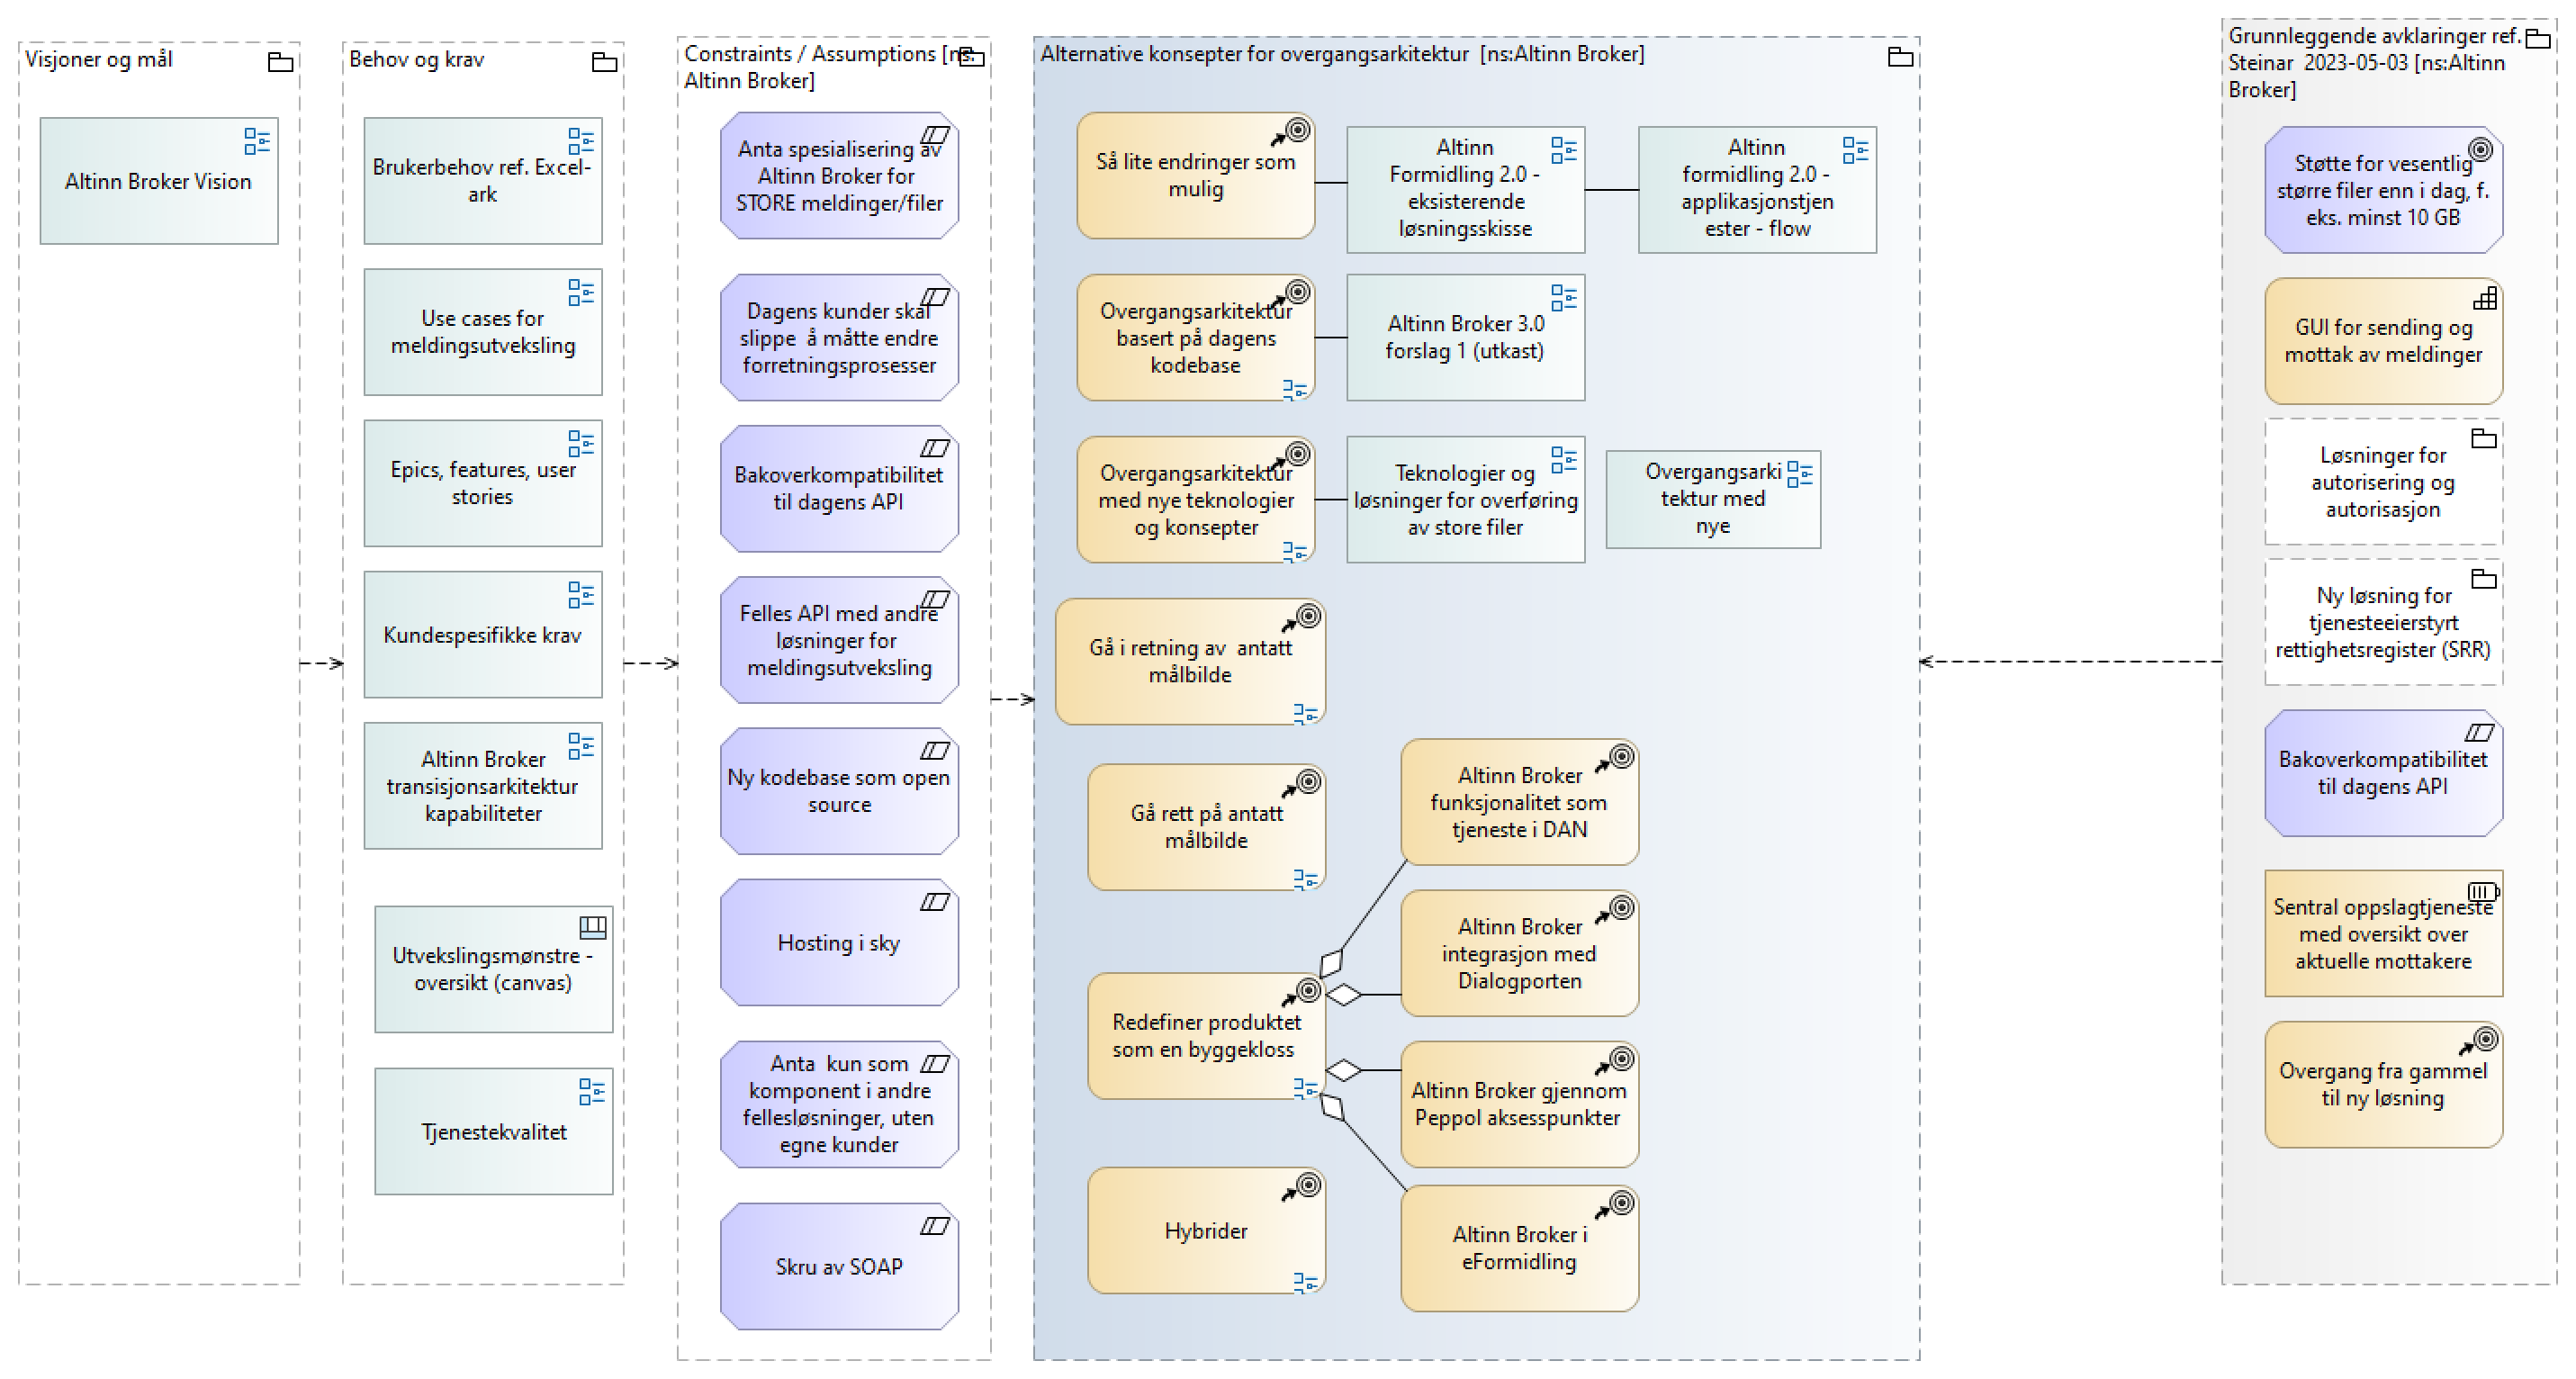 Visjoner og mål
Altinn Broker Vision
Behov og krav
Brukerbehov ref. Excel-
ark
Use cases for
meldingsutveksling
Epics, features, user
stories
Kundespesifikke krav
Altinn Broker
transisjonsarkitektur
kapabiliteter
Utvekslingsmønstre -
oversikt (canvas)
Tjenestekvalitet
Constraints / Assumptions [ns:
Altinn Broker]
Anta spesialisering av
Altinn Broker for
STORE meldinger/filer
Dagens kunder skal
slippe  å måtte endre
forretningsprosesser
Bakoverkompatibilitet
til dagens API
Felles API med andre
løsninger for
meldingsutveksling
Ny kodebase som open
source
Hosting i sky
Anta  kun som
komponent i andre
fellesløsninger, uten
egne kunder
Skru av SOAP
Alternative konsepter for overgangsarkitektur  [ns:Altinn Broker]
Så lite endringer som
mulig
Altinn
Formidling 2.0 -
eksisterende
løsningsskisse
Altinn
formidling 2.0 -
applikasjonstjen
ester - flow
Overgangsarkitektur
basert på dagens
kodebase
Altinn Broker 3.0
forslag 1 (utkast)
Overgangsarkitektur
med nye teknologier
og konsepter
Teknologier og
løsninger for overføring
av store filer
Overgangsarki
tektur med
nye
Gå i retning av  antatt
målbilde
Gå rett på antatt
målbilde
Redefiner produktet
som en byggekloss
Hybrider
Altinn Broker
funksjonalitet som
tjeneste i DAN
Altinn Broker
integrasjon med
Dialogporten
Altinn Broker gjennom
Peppol aksesspunkter
Altinn Broker i
eFormidling
Grunnleggende avklaringer ref.
Steinar  2023-05-03 [ns:Altinn
Broker]
Støtte for vesentlig
større filer enn i dag, f.
eks. minst 10 GB
GUI for sending og
mottak av meldinger
Løsninger for
autorisering og
autorisasjon
Ny løsning for
tjenesteeierstyrt
rettighetsregister (SRR)
Bakoverkompatibilitet
til dagens API
Sentral oppslagtjeneste
med oversikt over
aktuelle mottakere
Overgang fra gammel
til ny løsning